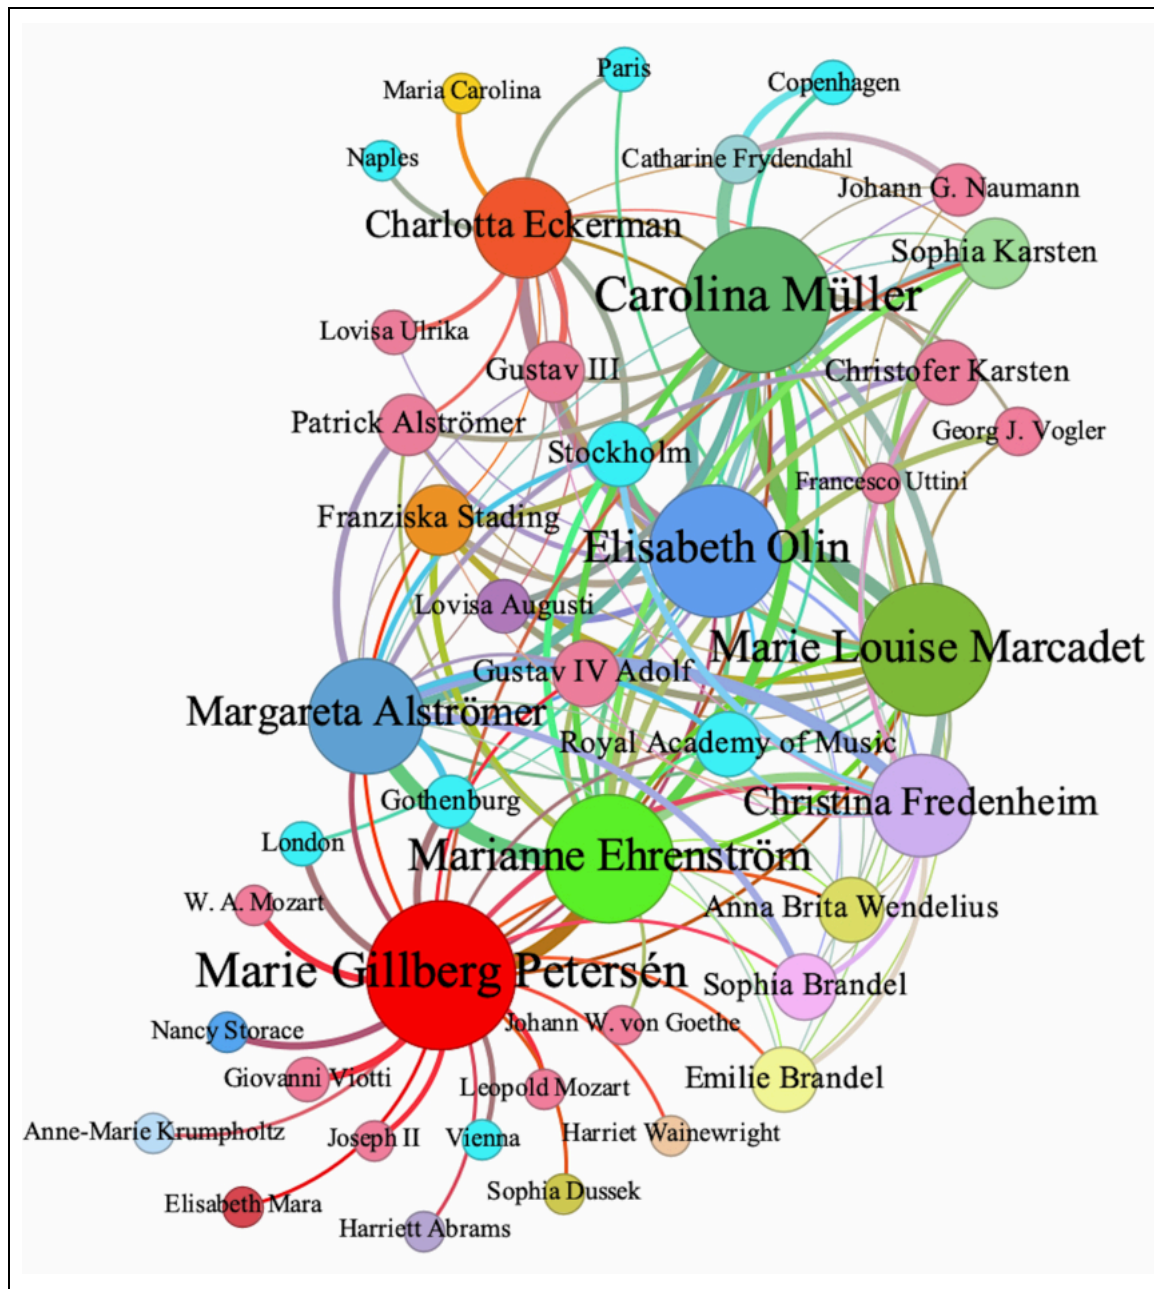 Paris
Copenhagen
Maria Carolina
Naples
Catharine Frydendahl
Johann G. Naumann
Charlotta Eckerman
Sophia Karsten
Carolina Müller
Lovisa Ulrika
Gustav III
Christofer Karsten
Patrick Alströmer
Georg J. Vogler
Stockholm
Francesco Uttini
Franziska Stading
Elisabeth Olin
Lovisa Augusti
Marie Louise Marcadet
Gustav IV Adolf
Margareta Alströmer
Royal Academy of Music
Gothenburg
Christina Fredenheim
London
Marianne Ehrenström
W. A. Mozart
Anna Brita Wendelius
Marie Gillberg Petersén
Sophia Brandel
Nancy Storace
Johann W. von Goethe
Giovanni Viotti
Leopold Mozart
Emilie Brandel
Anne-Marie Krumpholtz
Joseph II
Vienna
Harriet Wainewright
Elisabeth Mara
Sophia Dussek
Harriett Abrams